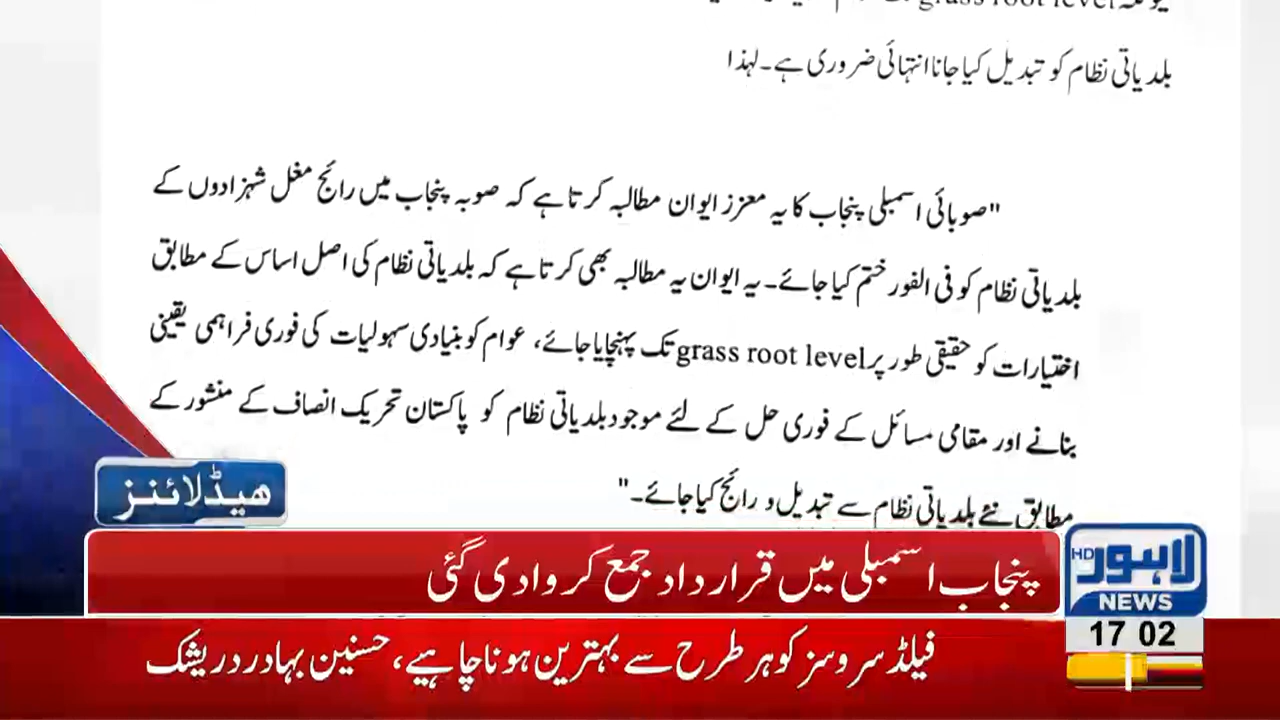 grass root level
بلدیاتی نظام کو تبدیل کیا جانا انتہائی ضروری ہے۔ لہذا
"صوبائی اسمبلی پنجاب کا یہ معزز ایوان مطالبہ کرتا ہے کہ صوبہ پنجاب میں رائج مغل شہزادوں کے
بلدیاتی نظام کو فی الفور ختم کیا جائے۔ یہ ایوان یہ مطالبہ بھی کرتا ہے کہ بلدیاتی نظام کی اصل اساس کے مطابق
اختیارات کو حقیقی طور پر grass root level تک پہنچایا جائے، عوام کو بنیادی سہولیات کی فوری فراہمی یقینی
بنانے اور مقامی مسائل کے فوری حل کے لئے موجود بلدیاتی نظام کو پاکستان تحریک انصاف کے منشور کے
مطابق نئے بلدیاتی نظام سے تبدیل و رائج کیا جائے۔"
ھیڈلائنز
پنجاب اسمبلی میں قرارداد جمع کروا دی گئی
لاہور HD
NEWS
17 02
فیلڈ سروسز کو ہر طرح سے بہترین ہونا چاہیے، حسنین بہادر دریشک